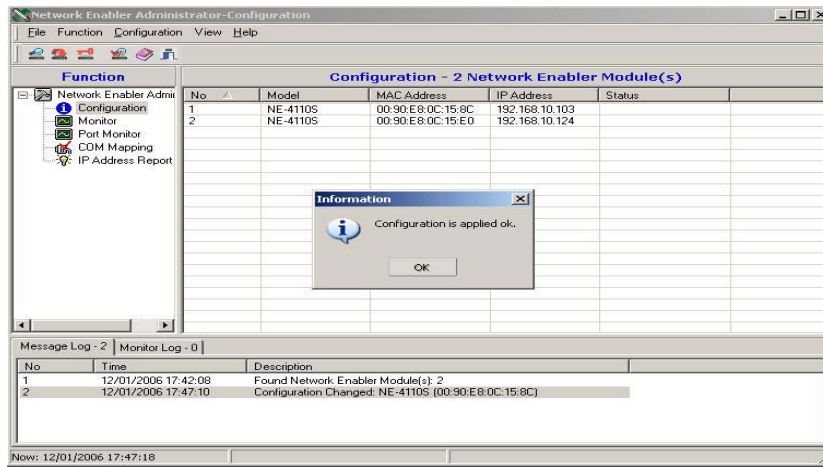 Network Enabler Administrator-Configuration
File Function Configuration View Help
Function
Configuration - 2 Network Enabler Module(s)
Network Enabler Admi
Configuration
Monitor
Port Monitor
COM Mapping
IP Address Report
No Model MAC Address IP Address Status
1 NE-4110S 00:90:E8:0C:15:8C 192.168.10.103
2 NE-4110S 00:90:E8:0C:15:E0 192.168.10.124
Information
Configuration is applied ok.
OK
Message Log - 2 Monitor Log - 0
No Time Description
1 12/01/2006 17:42:08 Found Network Enabler Module(s): 2
2 12/01/2006 17:47:10 Configuration Changed: NE-4110S (00:90:E8:0C:15:8C)
Now: 12/01/2006 17:47:18